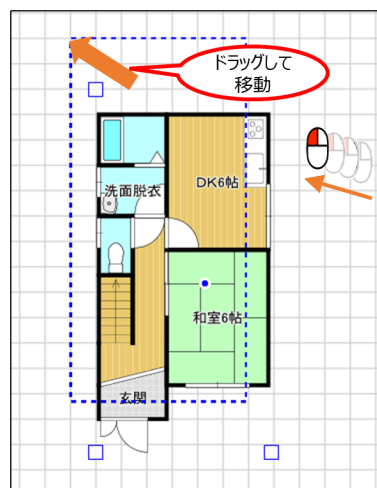 ドラッグして
移動
DK6帖
洗面脱衣
和室6帖
玄関